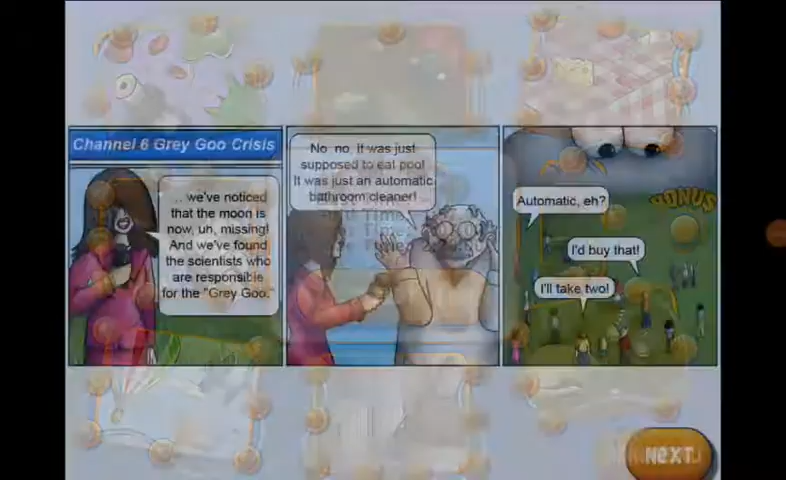 Channel 6 Grey Goo Crisis
... we've noticed
that the moon is
now, uh, missing!
And we've found
the scientists who
are responsible
for the "Grey Goo."
No no, it was just
supposed to eat poo!
It was just an automatic
bathroom cleaner!
Automatic, eh?
BONUS
I'd buy that!
I'll take two!
NEXT